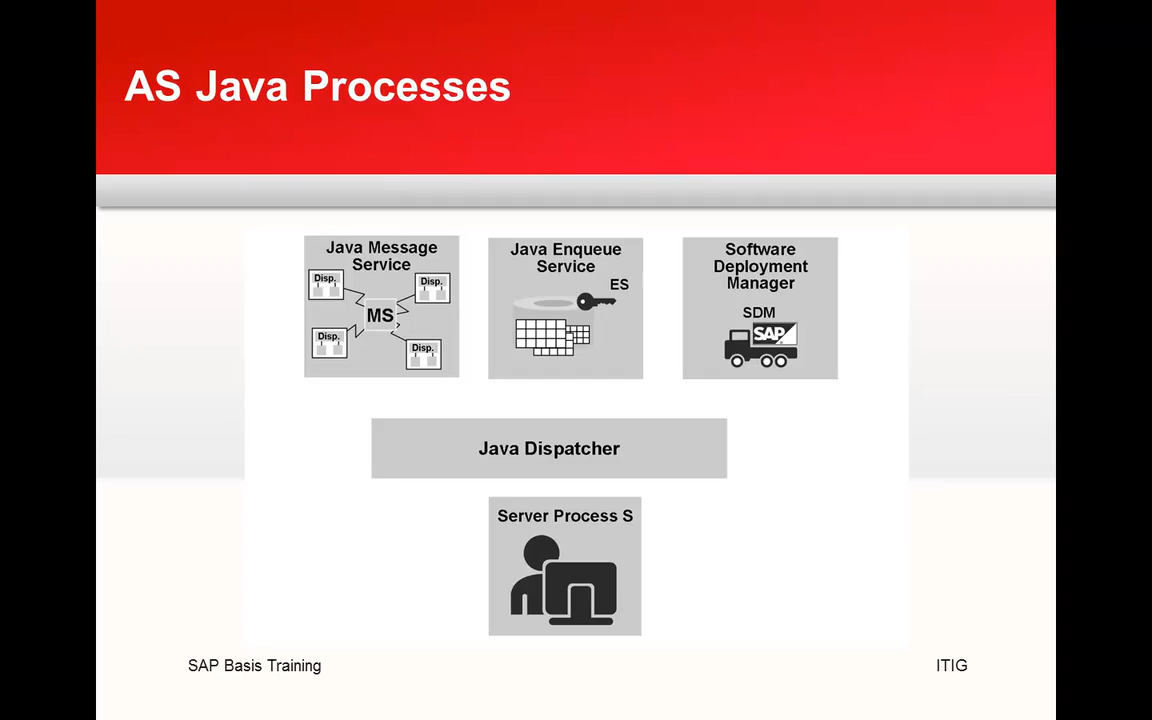 AS Java Processes
Java Message
Service
Disp.
Disp.
MS
Disp.
Disp.
Java Enqueue
Service
ES
Software
Deployment
Manager
SDM
SAP
Java Dispatcher
Server Process S
SAP Basis Training
ITIG